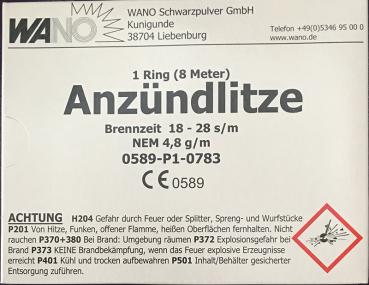 WANO
WANO Schwarzpulver GmbH
Kunigunde
38704 Liebenburg
Telefon +49(0)5346 95 00 0
www.wano.de
1 Ring (8 Meter)
Anzündlitze
Brennzeit 18 - 28 s/m
NEM 4,8 g/m
0589-P1-0783
CE 0589
ACHTUNG H204 Gefahr durch Feuer oder Splitter, Spreng- und Wurfstücke
P201 Von Hitze, Funken, offener Flamme, heißen Oberflächen fernhalten. Nicht
rauchen P370+380 Bei Brand: Umgebung räumen P372 Explosionsgefahr bei
Brand P373 KEINE Brandbekämpfung, wenn das Feuer explosive Erzeugnisse
erreicht P401 Kühl und trocken aufbewahren P501 Inhalt/Behälter gesicherter
Entsorgung zuführen.